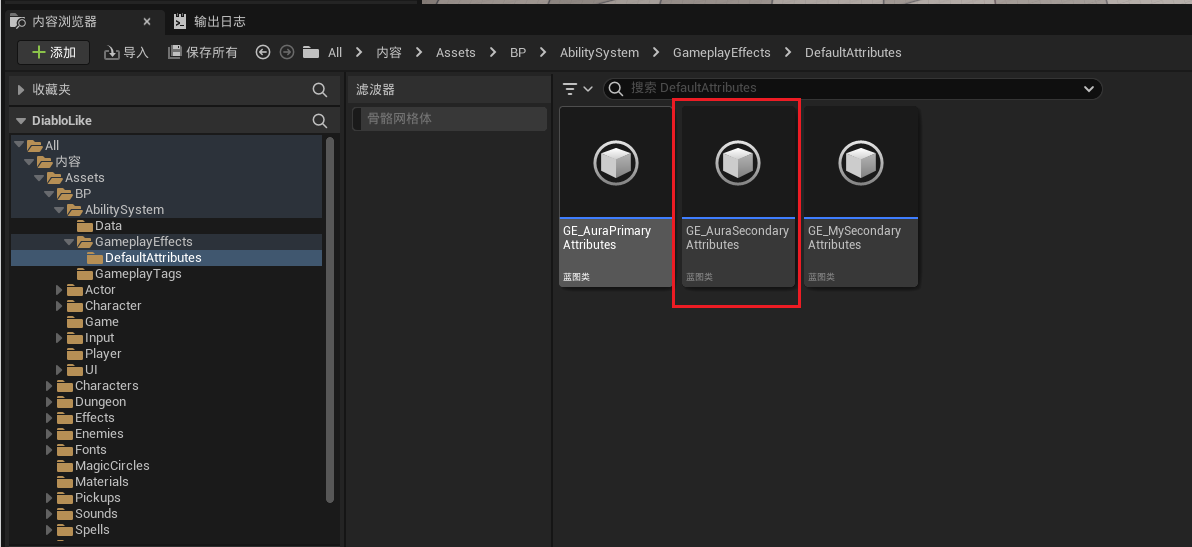 内容浏览器
输出日志
添加
导入
保存所有
All
内容
Assets
BP
AbilitySystem
GameplayEffects
DefaultAttributes
收藏夹
滤波器
搜索 DefaultAttributes
骨骼网格体
DiabloLike
All
内容
Assets
BP
AbilitySystem
Data
GameplayEffects
DefaultAttributes
GameplayTags
Actor
Character
Game
Input
Player
UI
Characters
Dungeon
Effects
Enemies
Fonts
MagicCircles
Materials
Pickups
Sounds
Spells
GE_AuraPrimary
Attributes
蓝图类
GE_AuraSecondary
Attributes
蓝图类
GE_MySecondary
Attributes
蓝图类